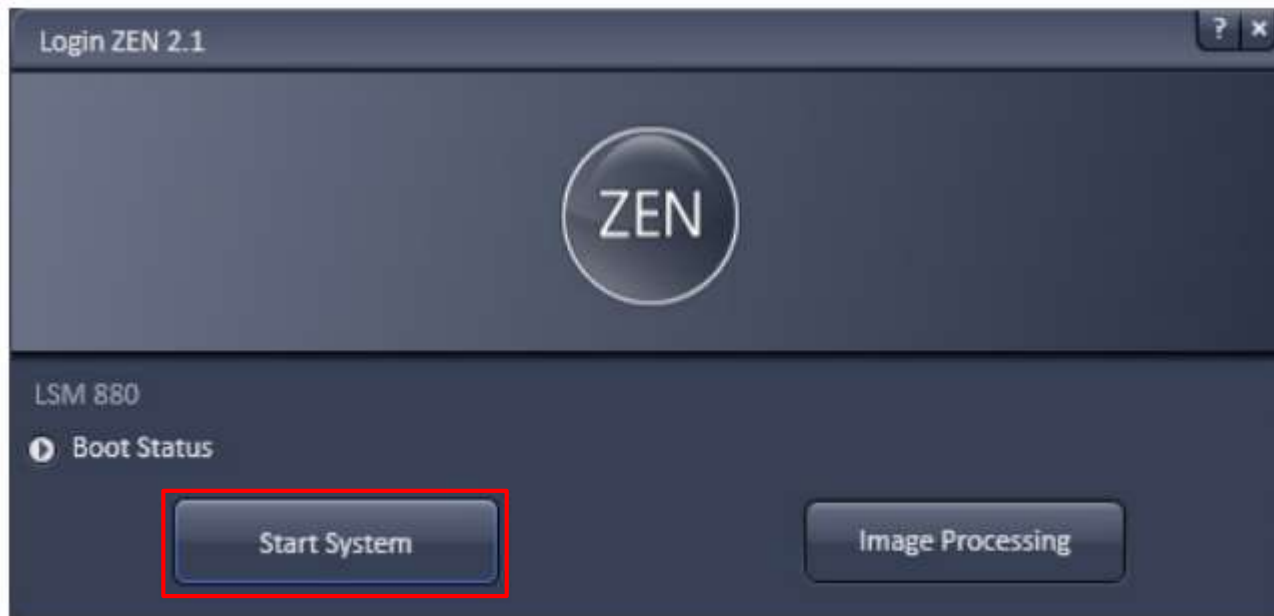 Login ZEN 2.1
? ×
ZEN
LSM 880
Boot Status
Start System
Image Processing